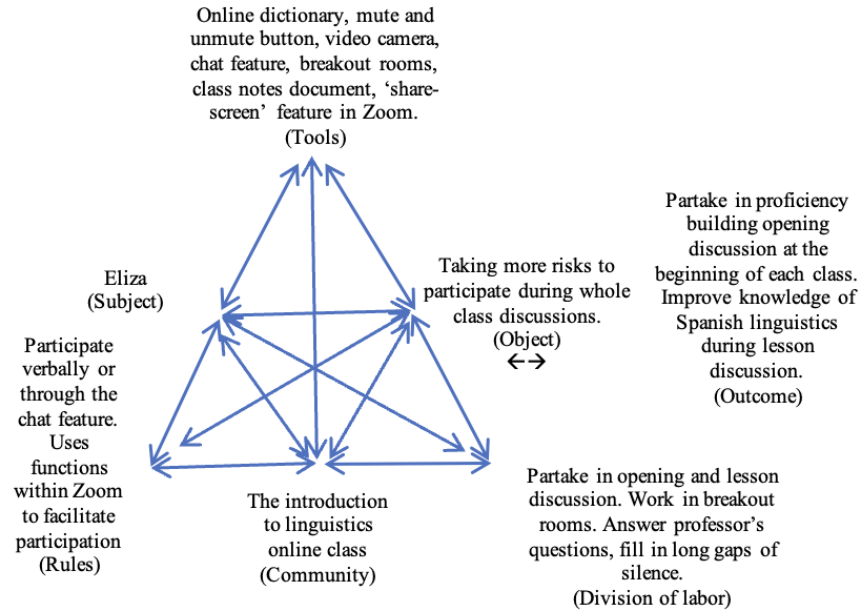 Online dictionary, mute and
unmute button, video camera,
chat feature, breakout rooms,
class notes document, ‘share-
screen’ feature in Zoom.
(Tools)
Eliza
(Subject)
Taking more risks to
participate during whole
class discussions.
(Object)
Partake in proficiency
building opening
discussion at the
beginning of each class.
Improve knowledge of
Spanish linguistics
during lesson
discussion.
(Outcome)
Participate
verbally or
through the
chat feature.
Uses
functions
within Zoom
to facilitate
participation
(Rules)
The introduction
to linguistics
online class
(Community)
Partake in opening and lesson
discussion. Work in breakout
rooms. Answer professor’s
questions, fill in long gaps of
silence.
(Division of labor)